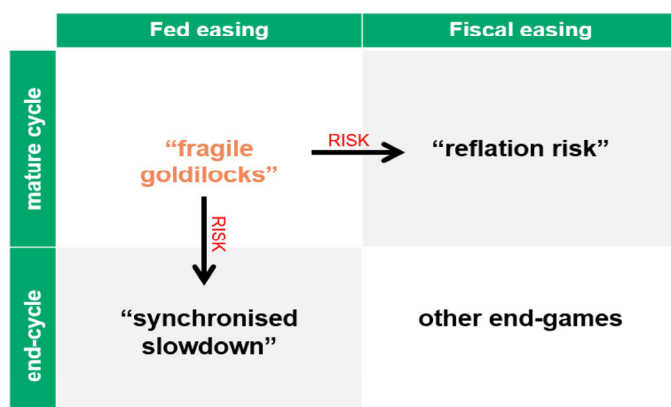 Fed easing
Fiscal easing
mature cycle
“fragile
goldilocks”
RISK
“reflation risk”
RISK
end-cycle
“synchronised
slowdown”
other end-games